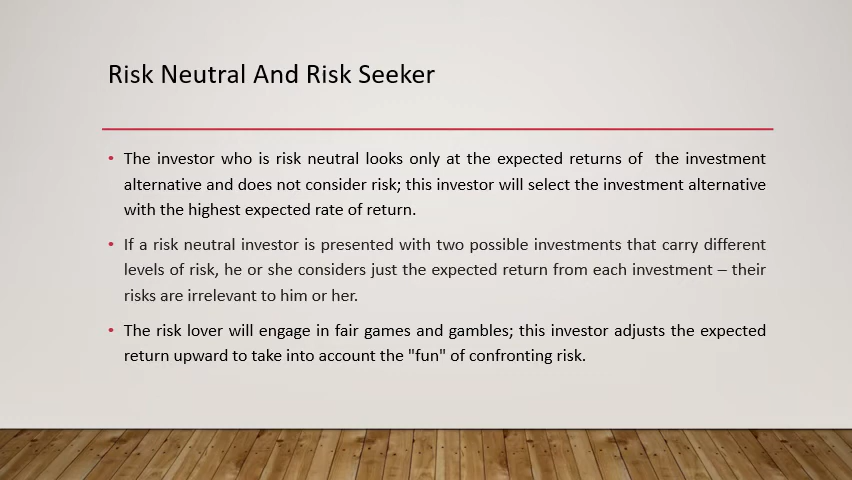 Risk Neutral And Risk Seeker
• The investor who is risk neutral looks only at the expected returns of  the investment
alternative and does not consider risk; this investor will select the investment alternative
with the highest expected rate of return.
• If a risk neutral investor is presented with two possible investments that carry different
levels of risk, he or she considers just the expected return from each investment – their
risks are irrelevant to him or her.
• The risk lover will engage in fair games and gambles; this investor adjusts the expected
return upward to take into account the "fun" of confronting risk.